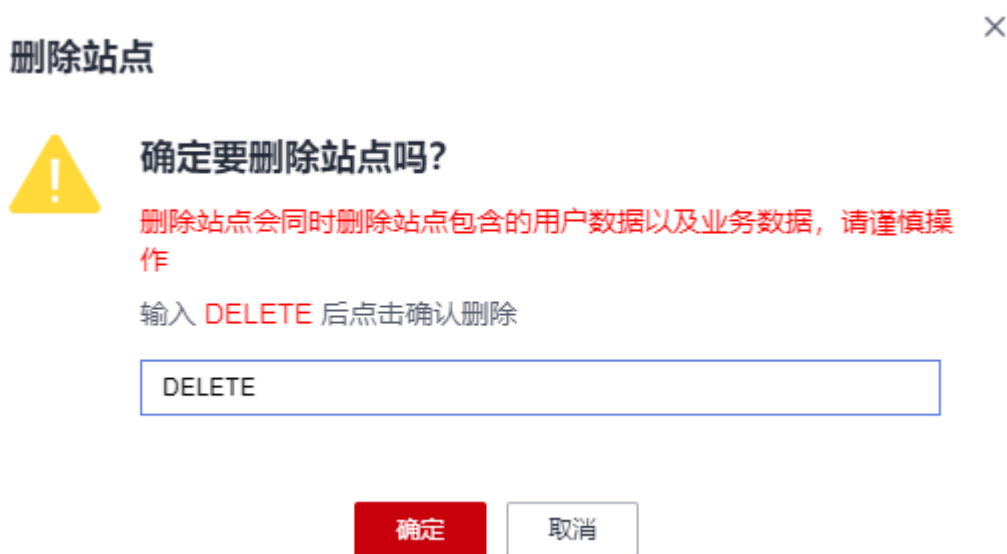 删除站点
确定要删除站点吗？
删除站点会同时删除站点包含的用户数据以及业务数据，请谨慎操
作
输入 DELETE 后点击确认删除
DELETE
确定 取消